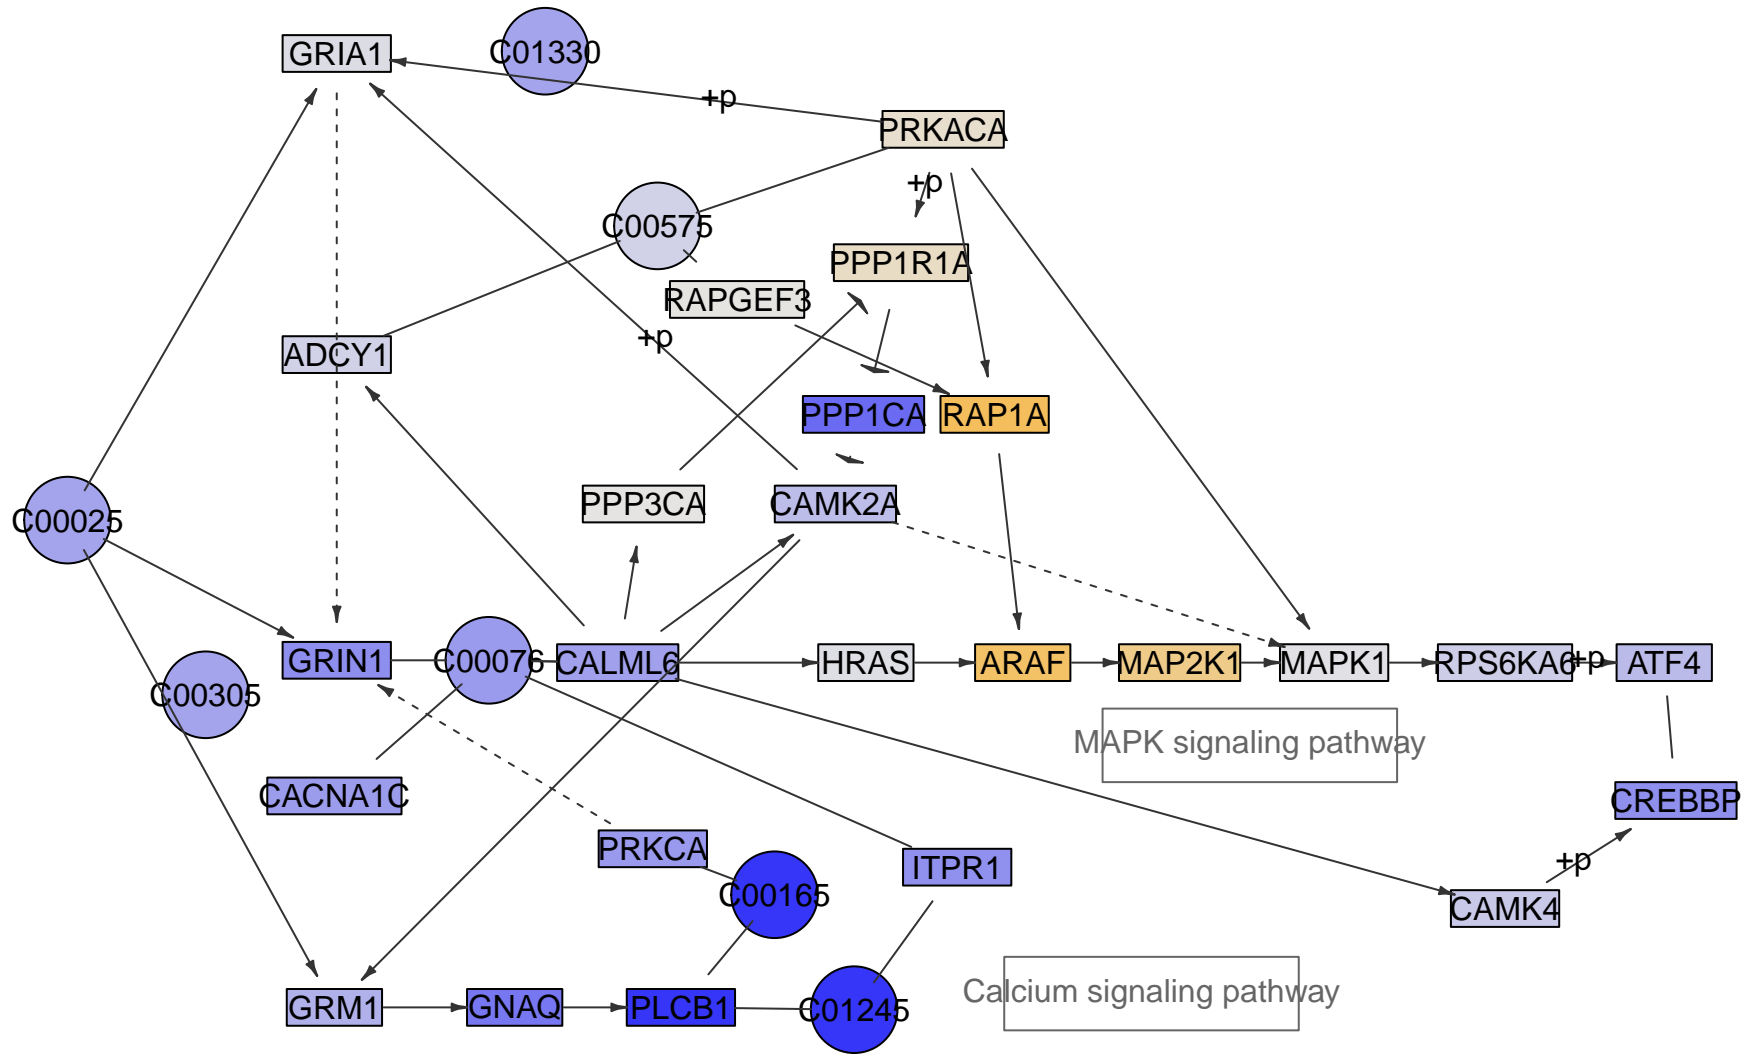 GRIA1
C01330
+p
PRKACA
+p
C00575
PPP1R1A
RAPGEF3
+p
ADCY1
PPP1CA
RAP1A
C00025
PPP3CA
CAMK2A
GRIN1
C00076
CALML6
HRAS
ARAF
MAP2K1
MAPK1
RPS6KA6
+p
ATF4
C00305
MAPK signaling pathway
CACNA1C
CREBBP
PRKCA
ITPR1
+p
C00165
CAMK4
Calcium signaling pathway
GRM1
GNAQ
PLCB1
C01245